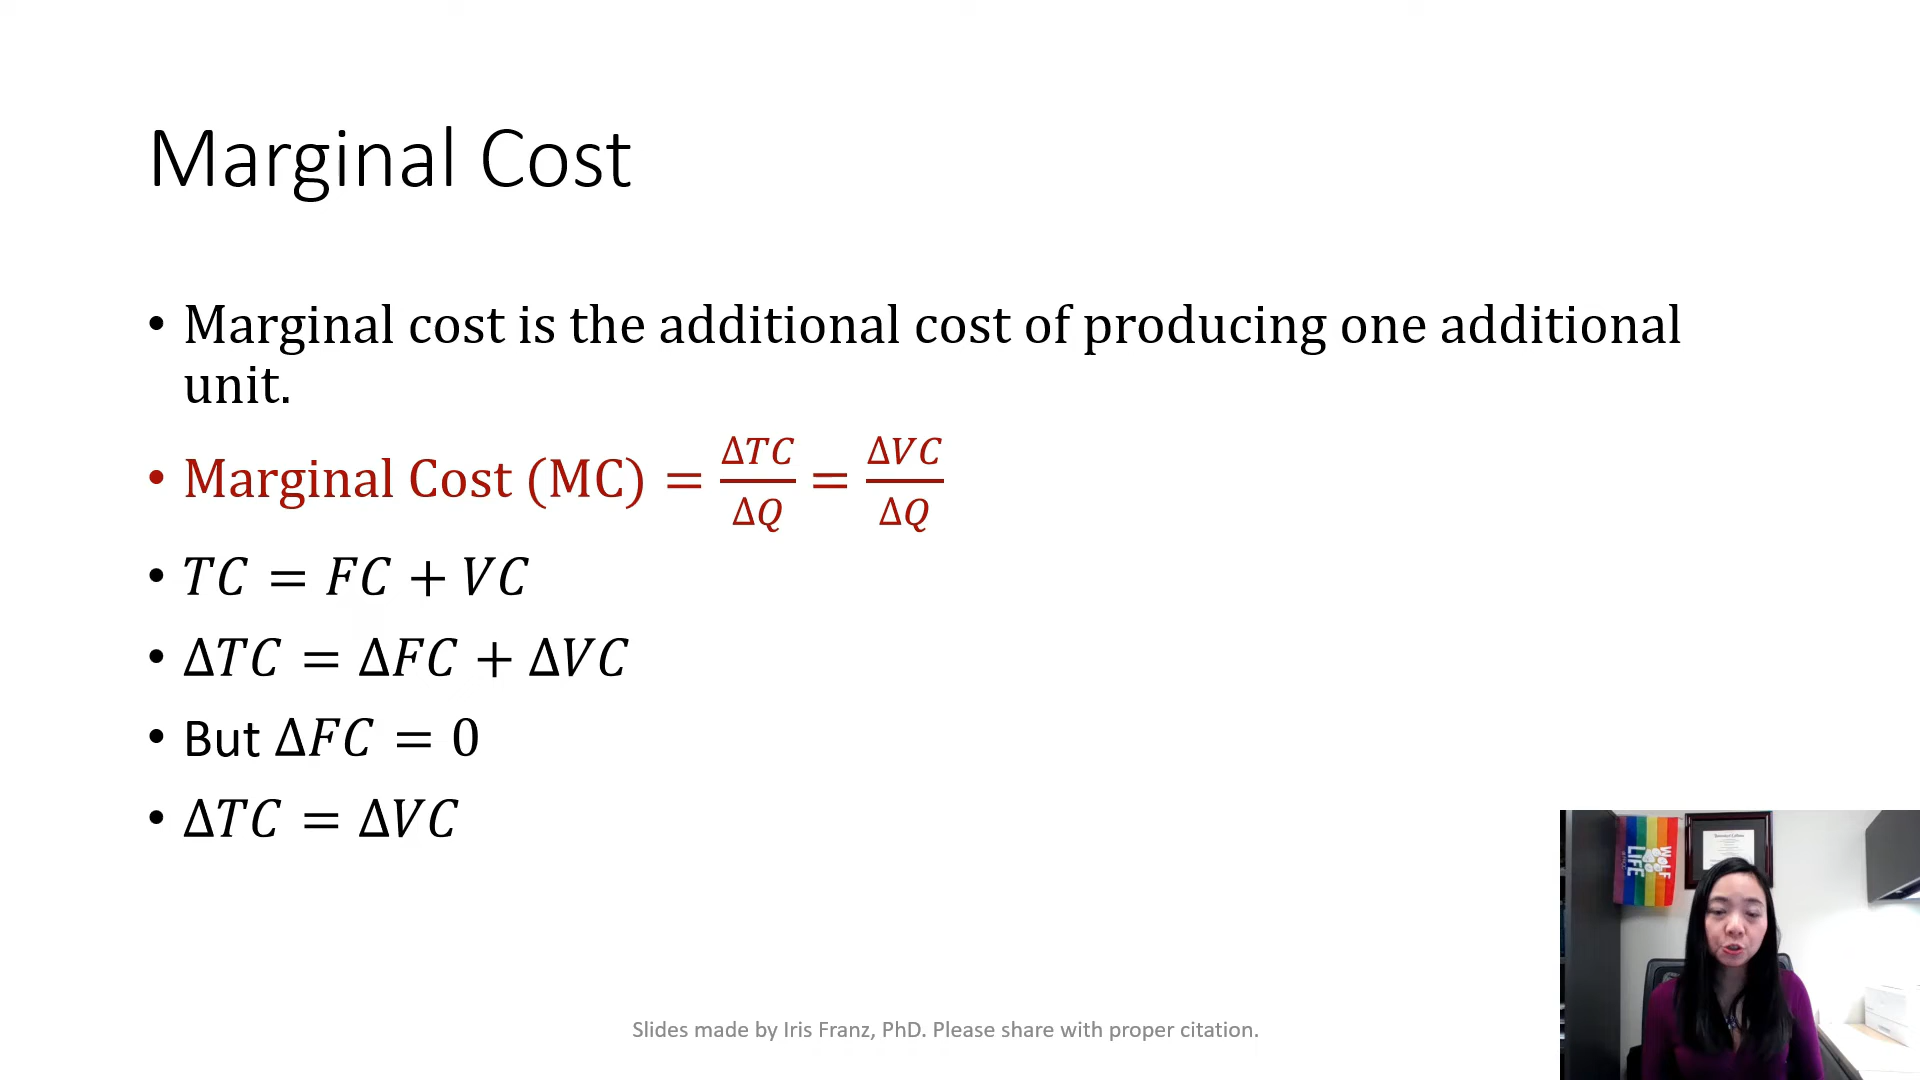 Marginal Cost
• Marginal cost is the additional cost of producing one additional
unit.
• Marginal Cost (MC) = ΔTC/ΔQ = ΔVC/ΔQ
• TC = FC + VC
• ΔTC = ΔFC + ΔVC
• But ΔFC = 0
• ΔTC = ΔVC
WOLF
LIFE
Slides made by Iris Franz, PhD. Please share with proper citation.